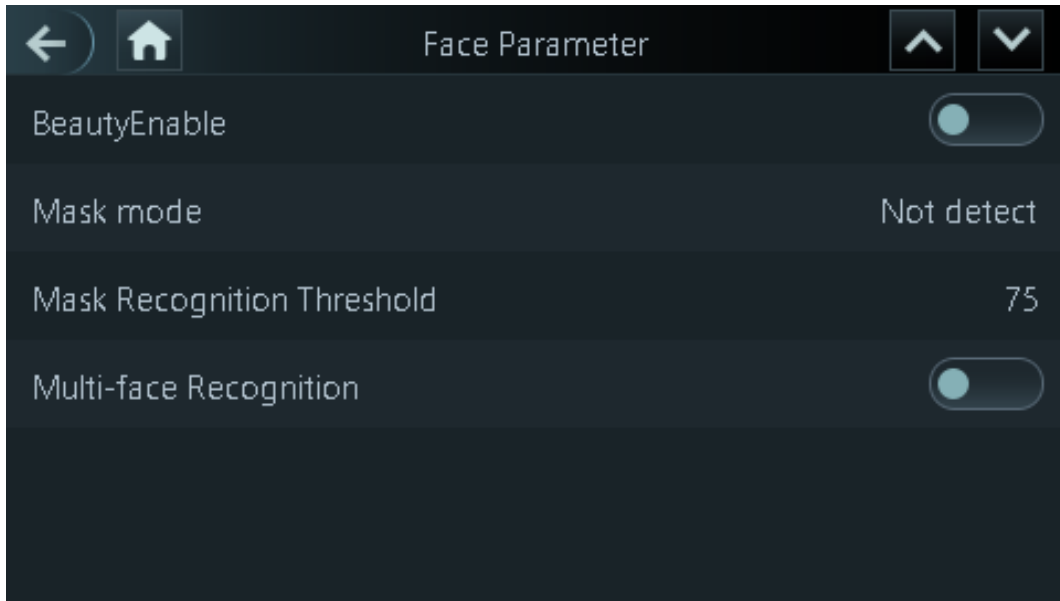 Face Parameter
BeautyEnable
Mask mode Not detect
Mask Recognition Threshold 75
Multi-face Recognition